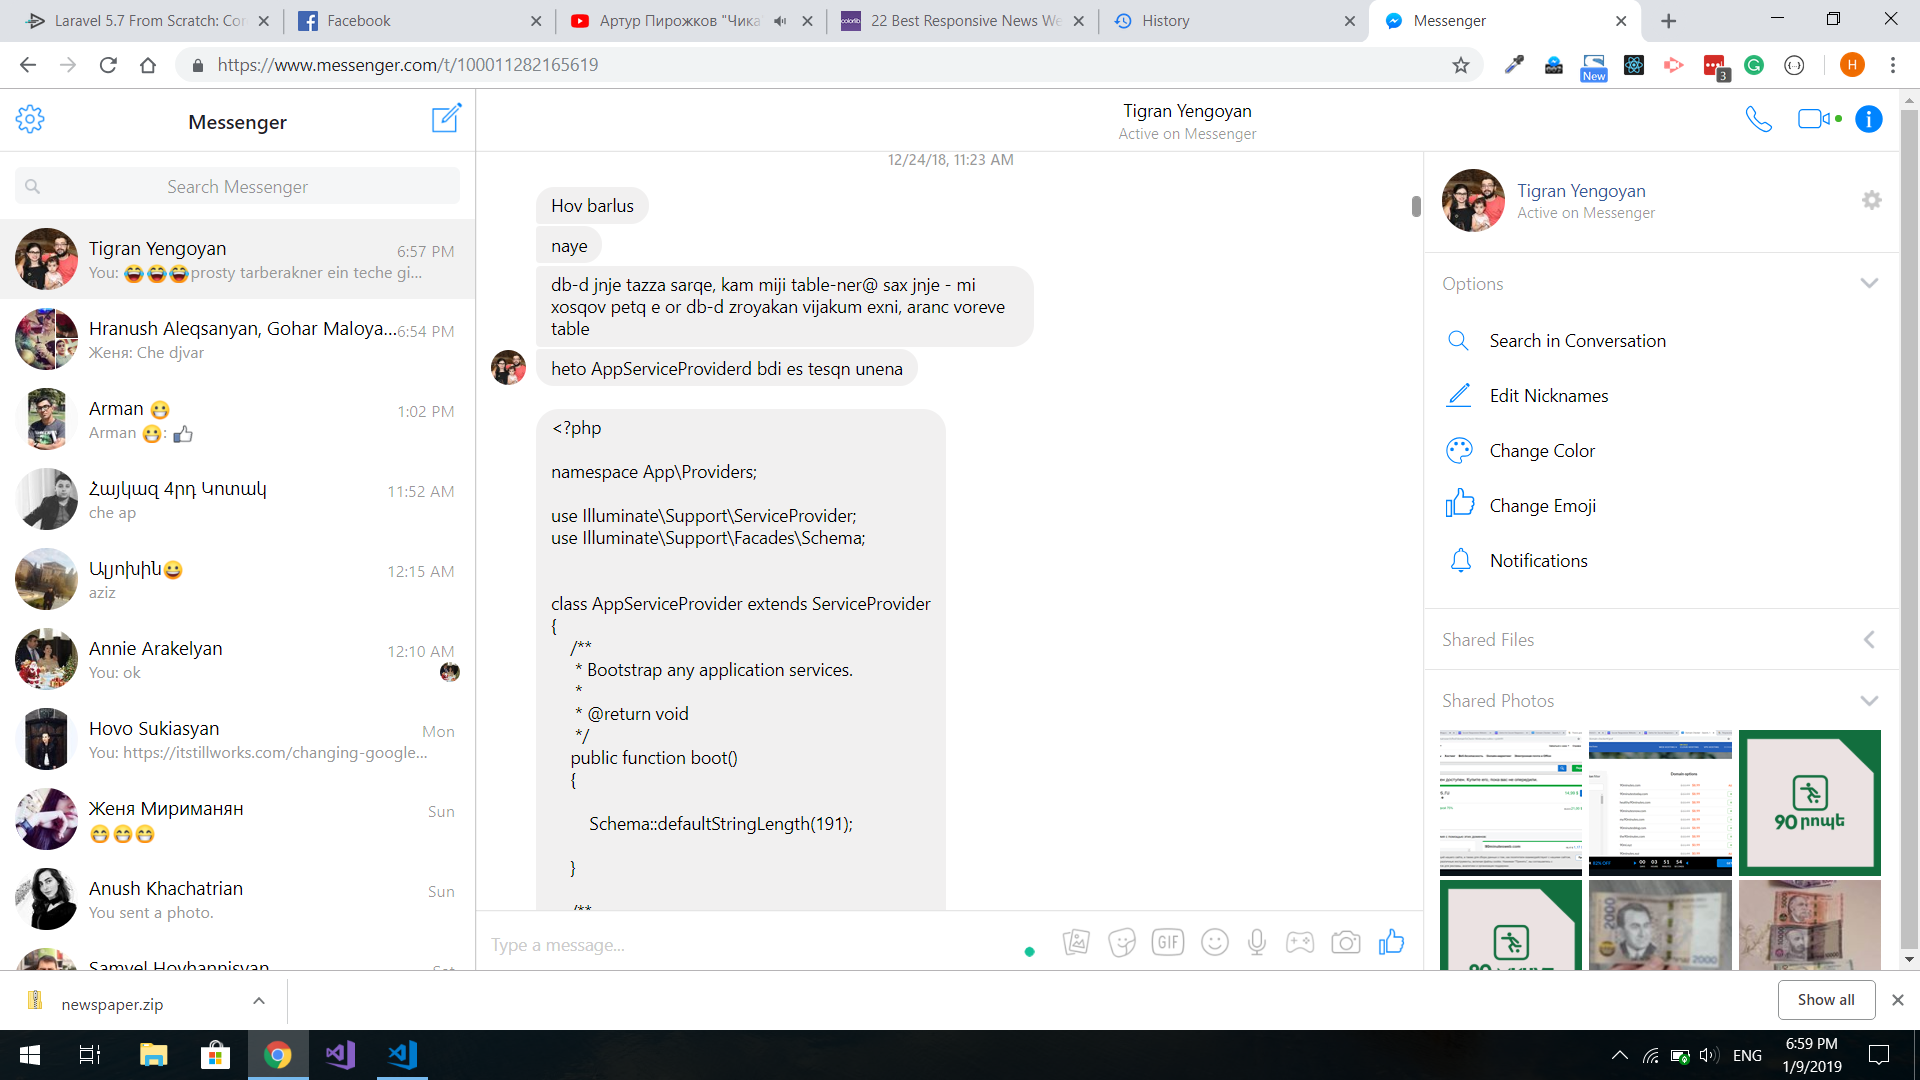 Laravel 5.7 From Scratch: Con
Facebook
Артур Пирожков "Чика"
22 Best Responsive News We
History
Messenger
https://www.messenger.com/t/100011282165619
New
3
H
Messenger
Search Messenger
Tigran Yengoyan
6:57 PM
You: 😂😂😂prosty tarberakner ein teche gi...
Hranush Aleqsanyan, Gohar Maloya...
6:54 PM
Женя: Che djvar
Arman 😀
1:02 PM
Arman 😀: 👍
Հայկազ 4րդ Կուտակ
11:52 AM
che ap
Ալյոխին😀
12:15 AM
aziz
Annie Arakelyan
12:10 AM
You: ok
Hovo Sukiasyan
Mon
You: https://itstillworks.com/changing-google...
Женя Мириманян
Sun
😁😁😁
Anush Khachatrian
Sun
You sent a photo.
Samvel Hovhannisyan
Sat
Tigran Yengoyan
Active on Messenger
12/24/18, 11:23 AM
Hov barlus
naye
db-d jnje tazza sarqe, kam miji table-ner@ sax jnje - mi
xosqov petq e or db-d zroyakan vijakum exni, aranc voreve
table
heto AppServiceProviderd bdi es tesqn unena
<?php
namespace App\Providers;
use Illuminate\Support\ServiceProvider;
use Illuminate\Support\Facades\Schema;
class AppServiceProvider extends ServiceProvider
{
/**
* Bootstrap any application services.
*
* @return void
*/
public function boot()
{
Schema::defaultStringLength(191);
}
/**
Type a message...
GIF
Tigran Yengoyan
Active on Messenger
Options
Search in Conversation
Edit Nicknames
Change Color
Change Emoji
Notifications
Shared Files
Shared Photos
Domain options
90 րոպե
2000
newspaper.zip
Show all
ENG
6:59 PM
1/9/2019